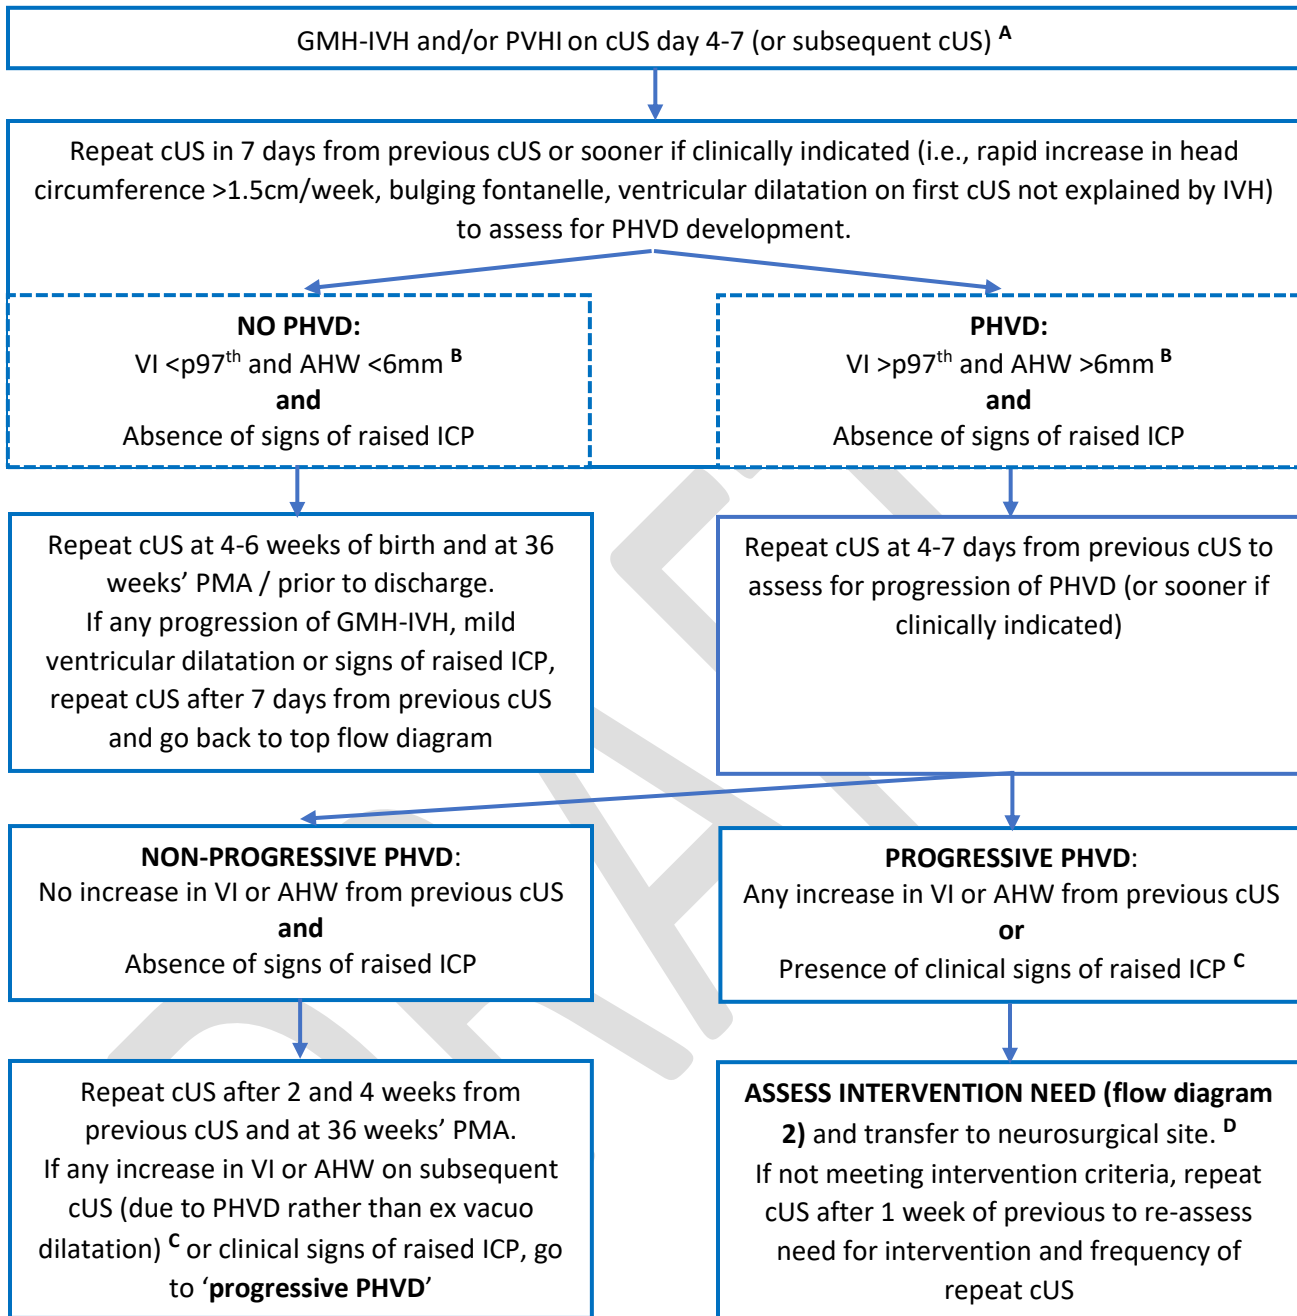 GMH-IVH and/or PVHI on cUS day 4-7 (or subsequent cUS) A
Repeat cUS in 7 days from previous cUS or sooner if clinically indicated (i.e., rapid increase in head
circumference >1.5cm/week, bulging fontanelle, ventricular dilatation on first cUS not explained by IVH)
to assess for PHVD development.
NO PHVD:
VI <p97th and AHW <6mm B
and
Absence of signs of raised ICP
PHVD:
VI >p97th and AHW >6mm B
and
Absence of signs of raised ICP
Repeat cUS at 4-6 weeks of birth and at 36
weeks’ PMA / prior to discharge.
If any progression of GMH-IVH, mild
ventricular dilatation or signs of raised ICP,
repeat cUS after 7 days from previous cUS
and go back to top flow diagram
Repeat cUS at 4-7 days from previous cUS to
assess for progression of PHVD (or sooner if
clinically indicated)
NON-PROGRESSIVE PHVD:
No increase in VI or AHW from previous cUS
and
Absence of signs of raised ICP
PROGRESSIVE PHVD:
Any increase in VI or AHW from previous cUS
or
Presence of clinical signs of raised ICP C
Repeat cUS after 2 and 4 weeks from
previous cUS and at 36 weeks’ PMA.
If any increase in VI or AHW on subsequent
cUS (due to PHVD rather than ex vacuo
dilatation) C or clinical signs of raised ICP, go
to ‘progressive PHVD’
ASSESS INTERVENTION NEED (flow diagram
2) and transfer to neurosurgical site. D
If not meeting intervention criteria, repeat
cUS after 1 week of previous to re-assess
need for intervention and frequency of
repeat cUS
DRAFT